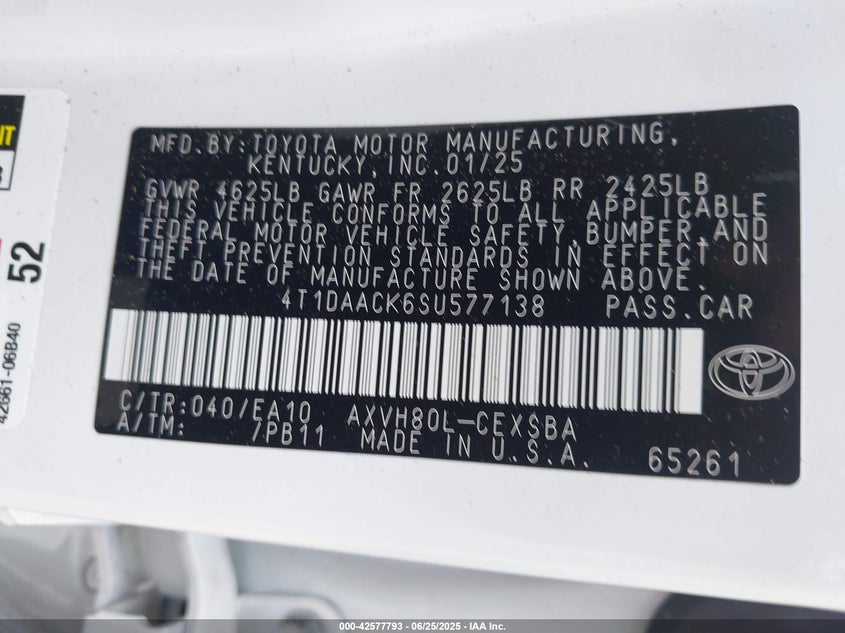 MFD.BY:TOYOTA MOTOR MANUFACTURING,
KENTUCKY,INC.01/25
GVWR 4625LB GAWR FR 2625LB RR 2425LB
THIS VEHICLE CONFORMS TO ALL APPLICABLE
FEDERAL MOTOR VEHICLE SAFETY,BUMPER,AND
THEFT PREVENTION STANDARDS IN EFFECT ON
THE DATE OF MANUFACTURE SHOWN ABOVE.
4T1DAACK6SU577138 PASS.CAR
C/TR:040/EA10 AXVH80L-CEXSBA
A/TM: /PB11 MADE IN U.S.A. 65261
52
42661-06B40
000-42577793 - 06/25/2025 - IAA Inc.